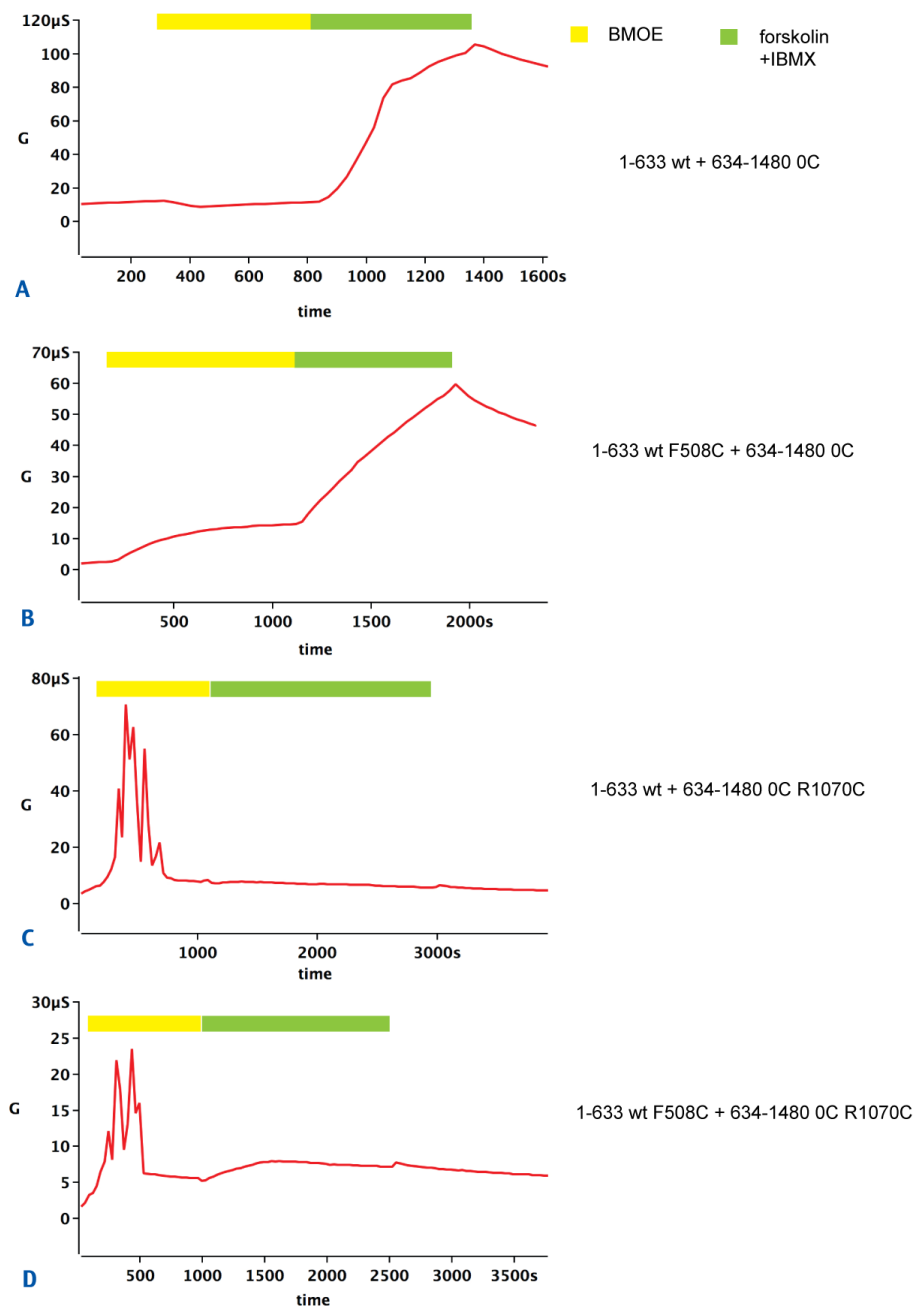 120µS
BMOE
forskolin
+IBMX
100
80
60
G
40
20
0
1-633 wt + 634-1480 0C
200 400 600 800 1000 1200 1400 1600s
A
time
70µS
60
50
40
G
30
20
10
0
1-633 wt F508C + 634-1480 0C
500 1000 1500 2000s
B
time
80µS
60
40
G
20
0
1-633 wt + 634-1480 0C R1070C
1000 2000 3000s
C
time
30µS
25
20
G
15
10
5
0
1-633 wt F508C + 634-1480 0C R1070C
500 1000 1500 2000 2500 3000 3500s
D
time